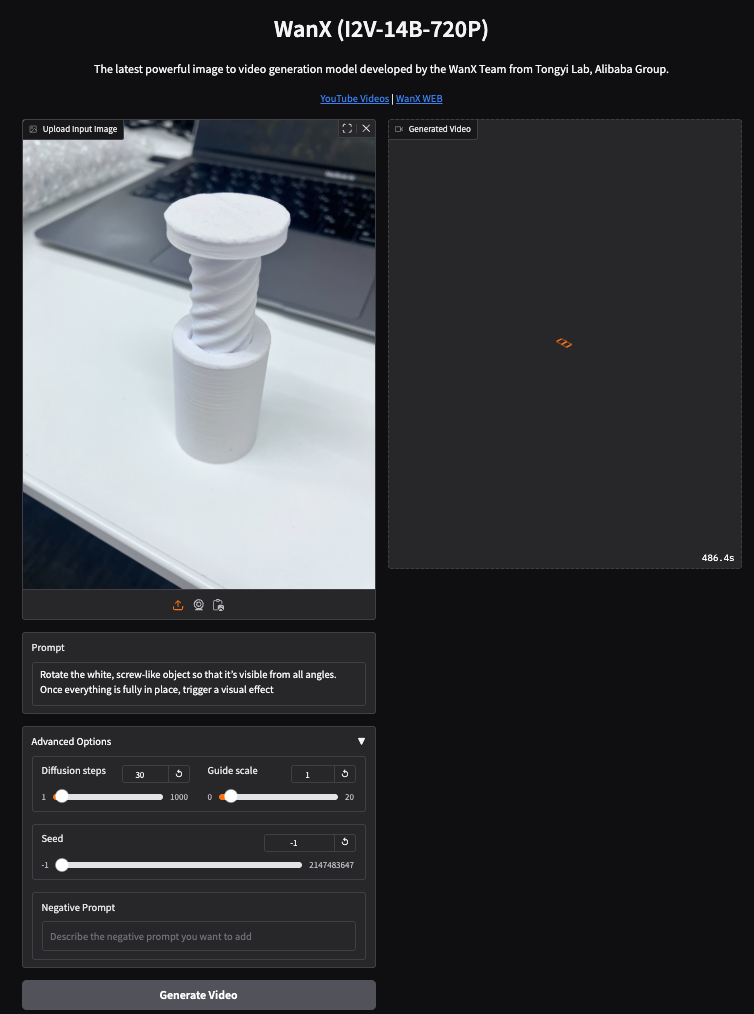 WanX (I2V-14B-720P)
The latest powerful image to video generation model developed by the WanX Team from Tongyi Lab, Alibaba Group.
YouTube Videos | WanX WEB
Upload Input Image
Generated Video
486.4s
Prompt
Rotate the white, screw-like object so that it's visible from all angles.
Once everything is fully in place, trigger a visual effect
Advanced Options ▼
Diffusion steps 30
1 1000
Guide scale 1
0 20
Seed -1
-1 2147483647
Negative Prompt
Describe the negative prompt you want to add
Generate Video